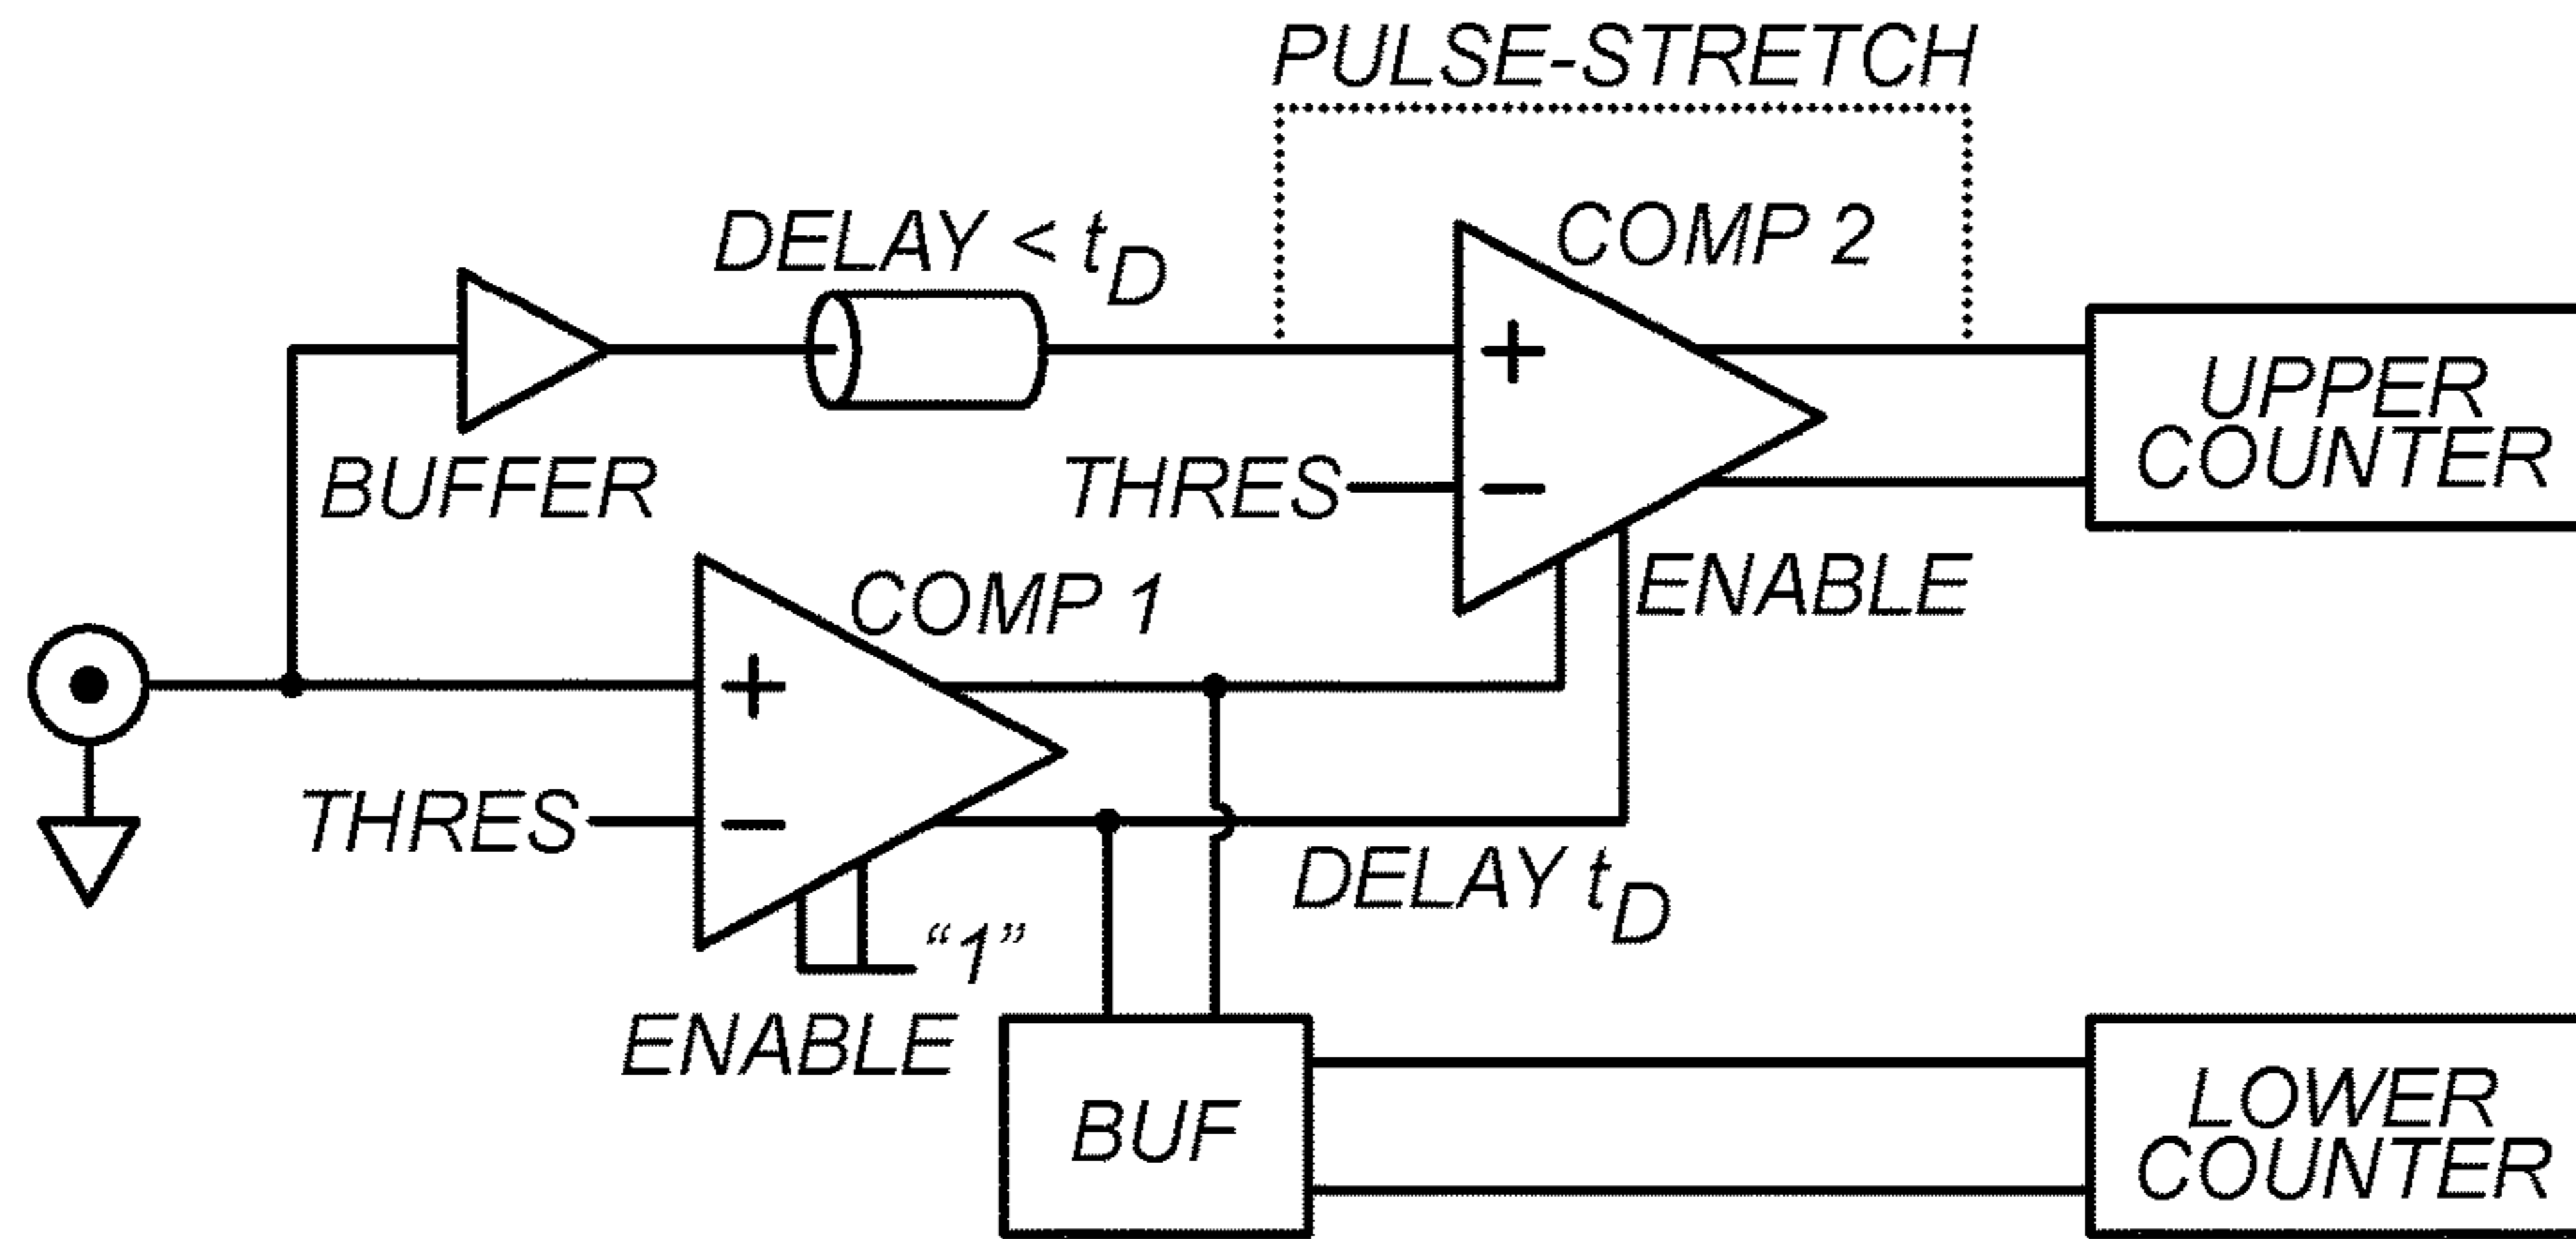 PULSE-STRETCH
DELAY < tD
COMP 2
UPPER
COUNTER
+
BUFFER
THRES
−
COMP 1
ENABLE
+
THRES
−
DELAY tD
"1"
ENABLE
BUF
LOWER
COUNTER